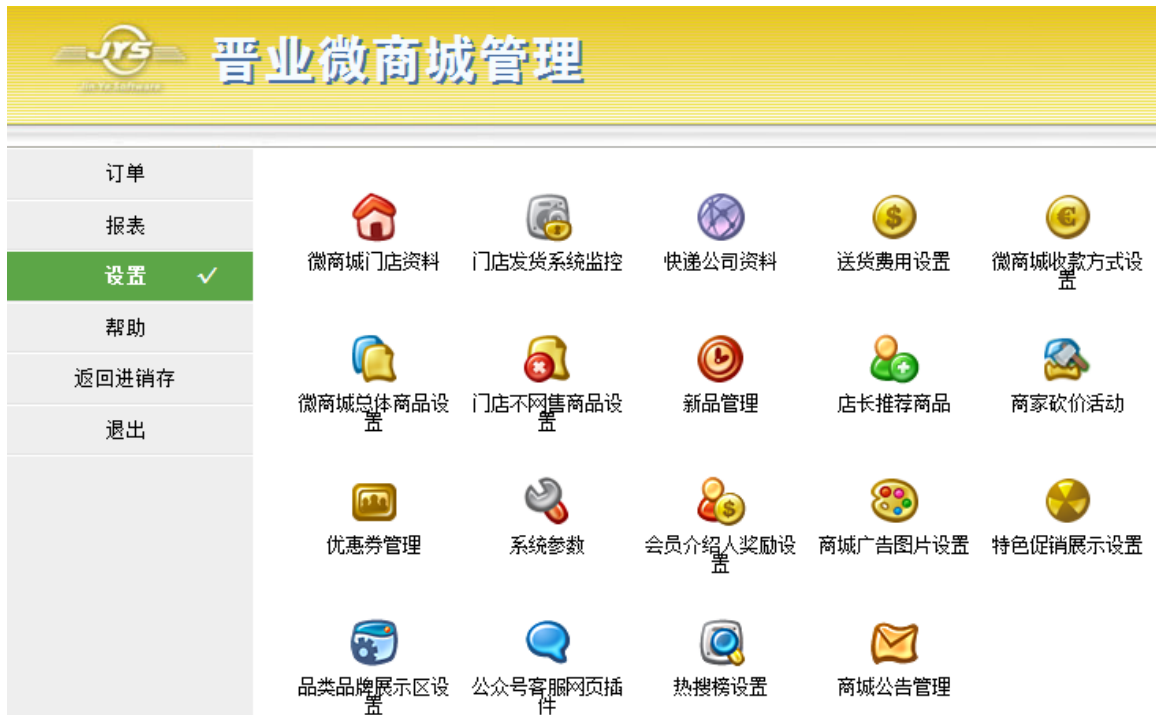 JYS
Jin Ye Software
晋业微商城管理
订单
报表
设置 ✓
帮助
返回进销存
退出
微商城门店资料
门店发货系统监控
快递公司资料
送货费用设置
微商城收款方式设
置
微商城总体商品设
置
门店不网售商品设
置
新品管理
店长推荐商品
商家砍价活动
优惠券管理
系统参数
会员介绍人奖励设
置
商城广告图片设置
特色促销展示设置
品类品牌展示区设
置
公众号客服网页插
件
热搜榜设置
商城公告管理